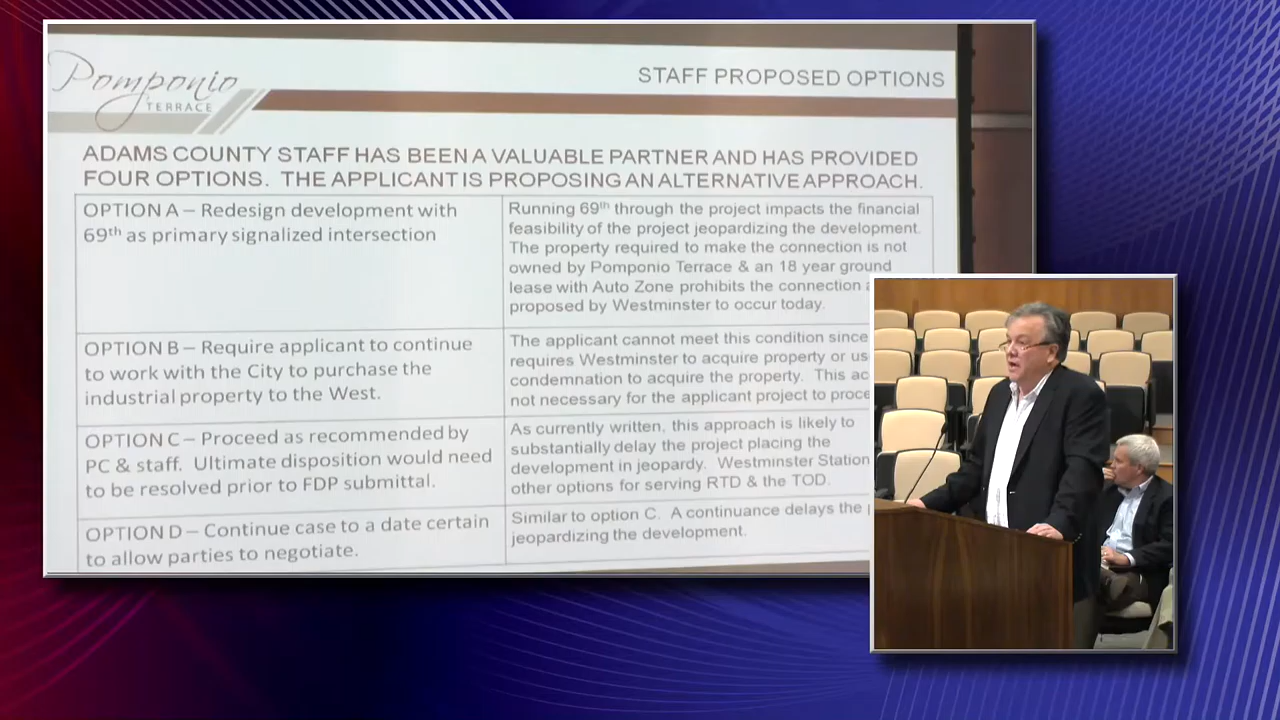 Pomponio
TERRACE
STAFF PROPOSED OPTIONS
ADAMS COUNTY STAFF HAS BEEN A VALUABLE PARTNER AND HAS PROVIDED
FOUR OPTIONS. THE APPLICANT IS PROPOSING AN ALTERNATIVE APPROACH.
OPTION A – Redesign development with
69th as primary signalized intersection
Running 69th through the project impacts the financial
feasibility of the project jeopardizing the development.
The property required to make the connection is not
owned by Pomponio Terrace & an 18 year ground
lease with Auto Zone prohibits the connection
proposed by Westminster to occur today.
OPTION B – Require applicant to continue
to work with the City to purchase the
industrial property to the West.
The applicant cannot meet this condition since
requires Westminster to acquire property or
condemnation to acquire the property. This
not necessary for the applicant project to
OPTION C – Proceed as recommended by
PC & staff. Ultimate disposition would need
to be resolved prior to FDP submittal.
As currently written, this approach is likely to
substantially delay the project placing the
development in jeopardy. Westminster Station
other options for serving RTD & the TOD.
OPTION D – Continue case to a date certain
to allow parties to negotiate.
Similar to option C. A continuance delays the
jeopardizing the development.